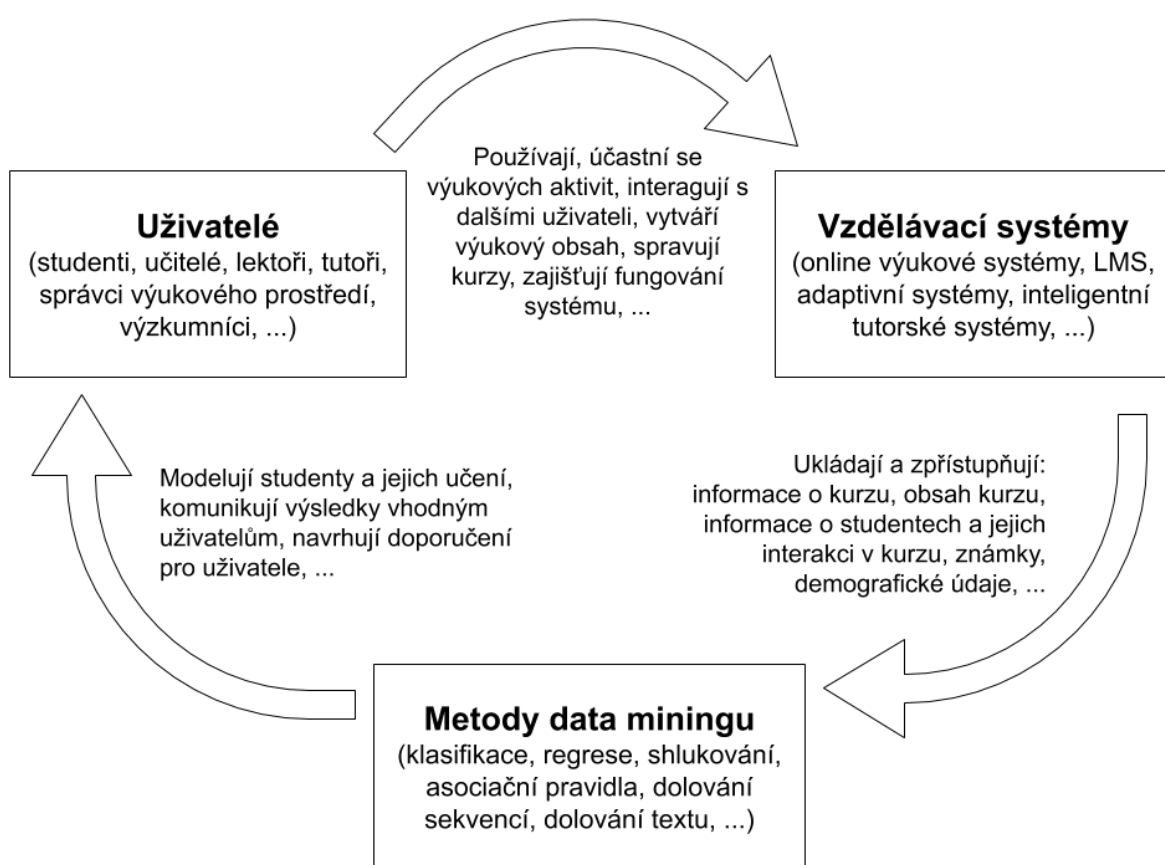 Používají, účastní se
výukových aktivit, interagují s
dalšími uživateli, vytváří
výukový obsah, spravují
kurzy, zajišťují fungování
systému, ...
Uživatelé
(studenti, učitelé, lektoři, tutoři,
správci výukového prostředí,
výzkumníci, ...)
Vzdělávací systémy
(online výukové systémy, LMS,
adaptivní systémy, inteligentní
tutorské systémy, ...)
Modelují studenty a jejich učení,
komunikují výsledky vhodným
uživatelům, navrhují doporučení
pro uživatele, ...
Ukládají a zpřístupňují:
informace o kurzu, obsah kurzu,
informace o studentech a jejich
interakci v kurzu, známky,
demografické údaje, ...
Metody data miningu
(klasifikace, regrese, shlukování,
asociační pravidla, dolování
sekvencí, dolování textu, ...)